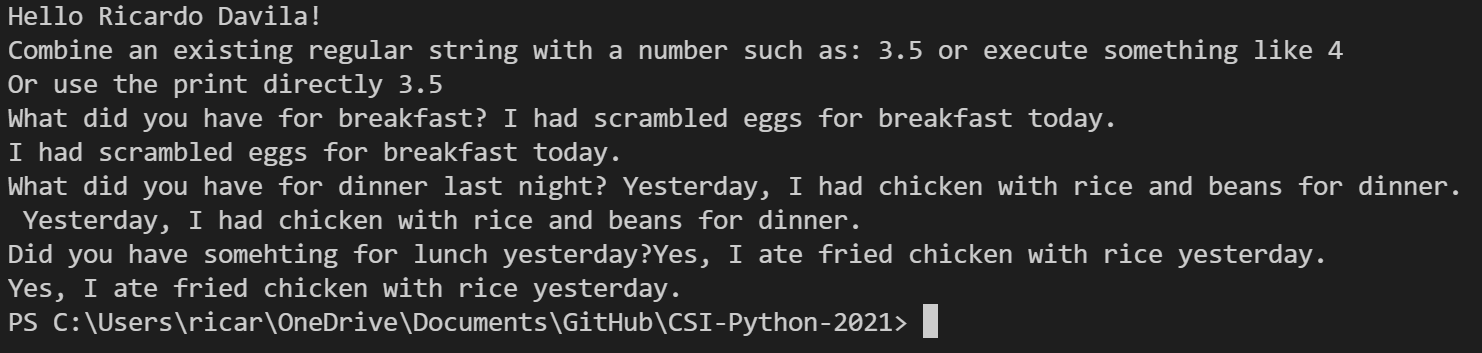 Hello Ricardo Davila!
Combine an existing regular string with a number such as: 3.5 or execute something like 4
Or use the print directly 3.5
What did you have for breakfast? I had scrambled eggs for breakfast today.
I had scrambled eggs for breakfast today.
What did you have for dinner last night? Yesterday, I had chicken with rice and beans for dinner.
 Yesterday, I had chicken with rice and beans for dinner.
Did you have somehting for lunch yesterday?Yes, I ate fried chicken with rice yesterday.
Yes, I ate fried chicken with rice yesterday.
PS C:\Users\ricar\OneDrive\Documents\GitHub\CSI-Python-2021>